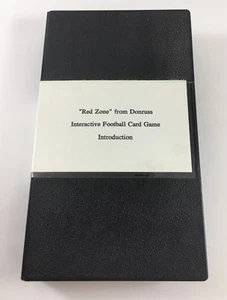 "Red Zone" from Donruss
Interactive Football Card Game
Introduction